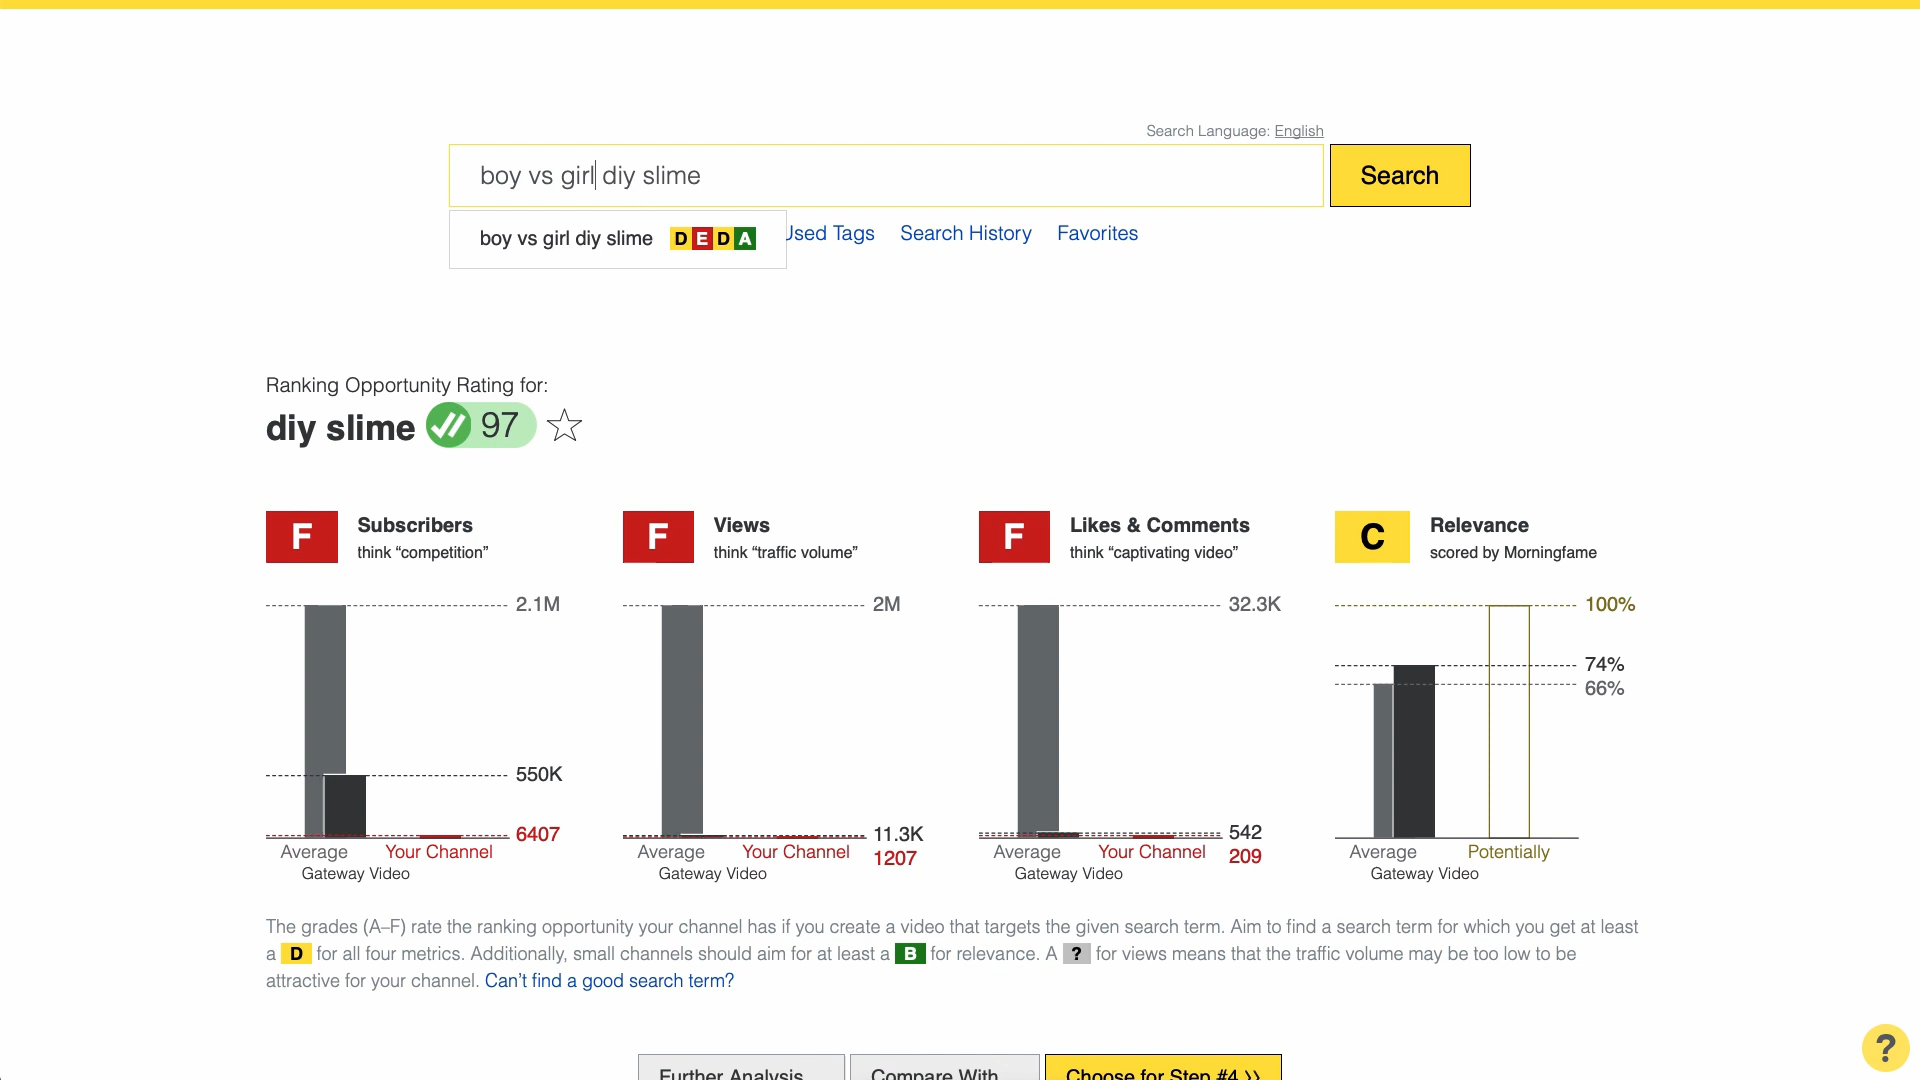 Search Language: English
boy vs girl diy slime
Search
boy vs girl diy slime D E D A
Used Tags Search History Favorites
Ranking Opportunity Rating for:
diy slime 97
F Subscribers
think “competition”
2.1M
550K
6407
Average Your Channel
Gateway Video
F Views
think “traffic volume”
2M
11.3K
1207
Average Your Channel
Gateway Video
F Likes & Comments
think “captivating video”
32.3K
542
209
Average Your Channel
Gateway Video
C Relevance
scored by Morningfame
100%
74%
66%
Average Potentially
Gateway Video
The grades (A–F) rate the ranking opportunity your channel has if you create a video that targets the given search term. Aim to find a search term for which you get at least
a D for all four metrics. Additionally, small channels should aim for at least a B for relevance. A ? for views means that the traffic volume may be too low to be
attractive for your channel. Can’t find a good search term?
Further Analysis Compare With Choose for Step #4 ⟩⟩
?